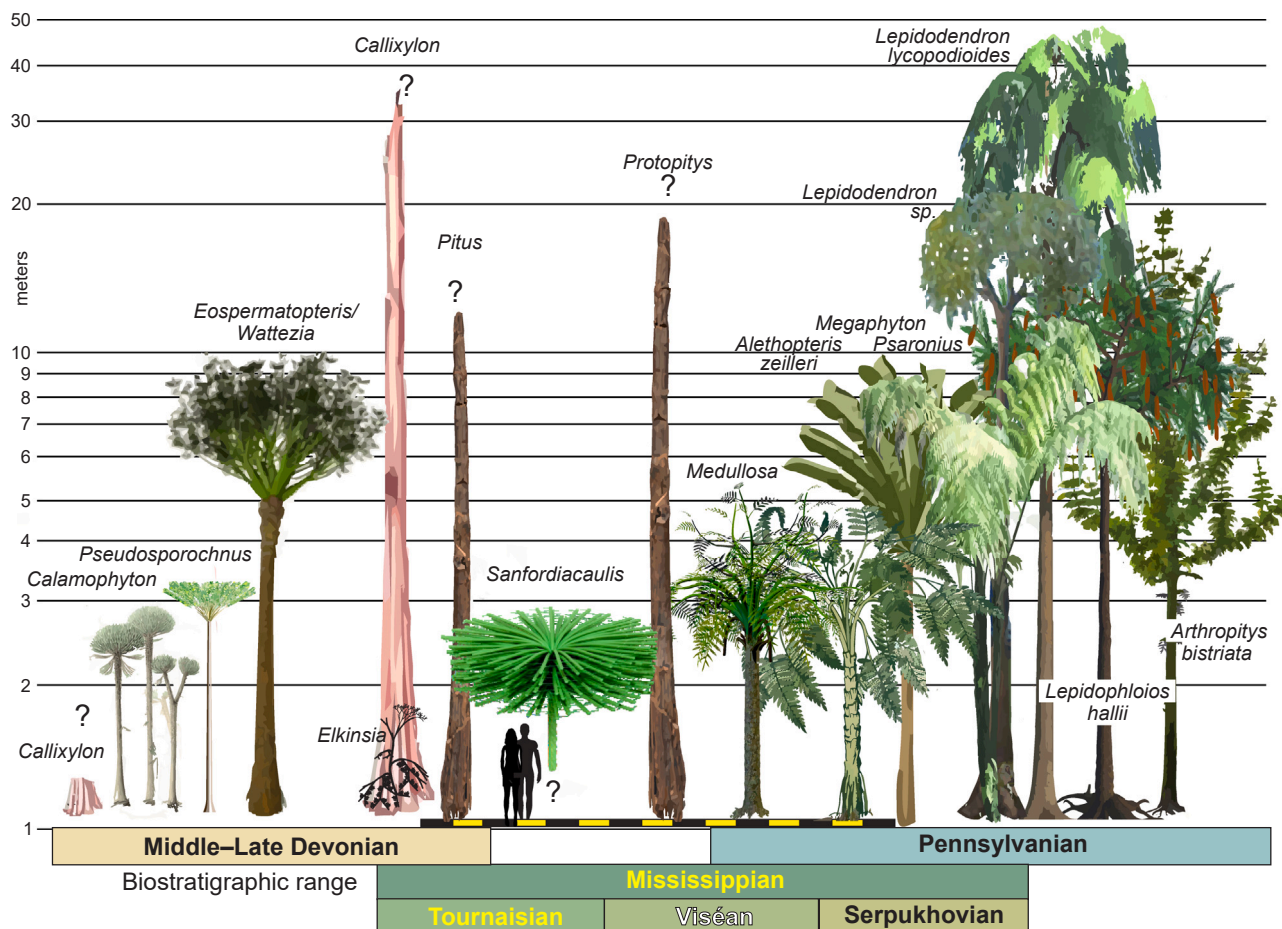 50
Callixylon
?
Lepidodendron
lycopodioides
40
30
Protopitys
?
Lepidodendron
sp.
20
Pitus
?
meters
Eospermatopteris/
Wattezia
Megaphyton
Alethopteris
zeilleri
Psaronius
10
9
8
7
6
Medullosa
5
4
Pseudosporochnus
Calamophyton
Sanfordiacaulis
3
Arthropitys
bistriata
2
Lepidophloios
hallii
?
Callixylon
Elkinsia
?
1
Middle–Late Devonian
Pennsylvanian
Biostratigraphic range
Mississippian
Tournaisian
Viséan
Serpukhovian